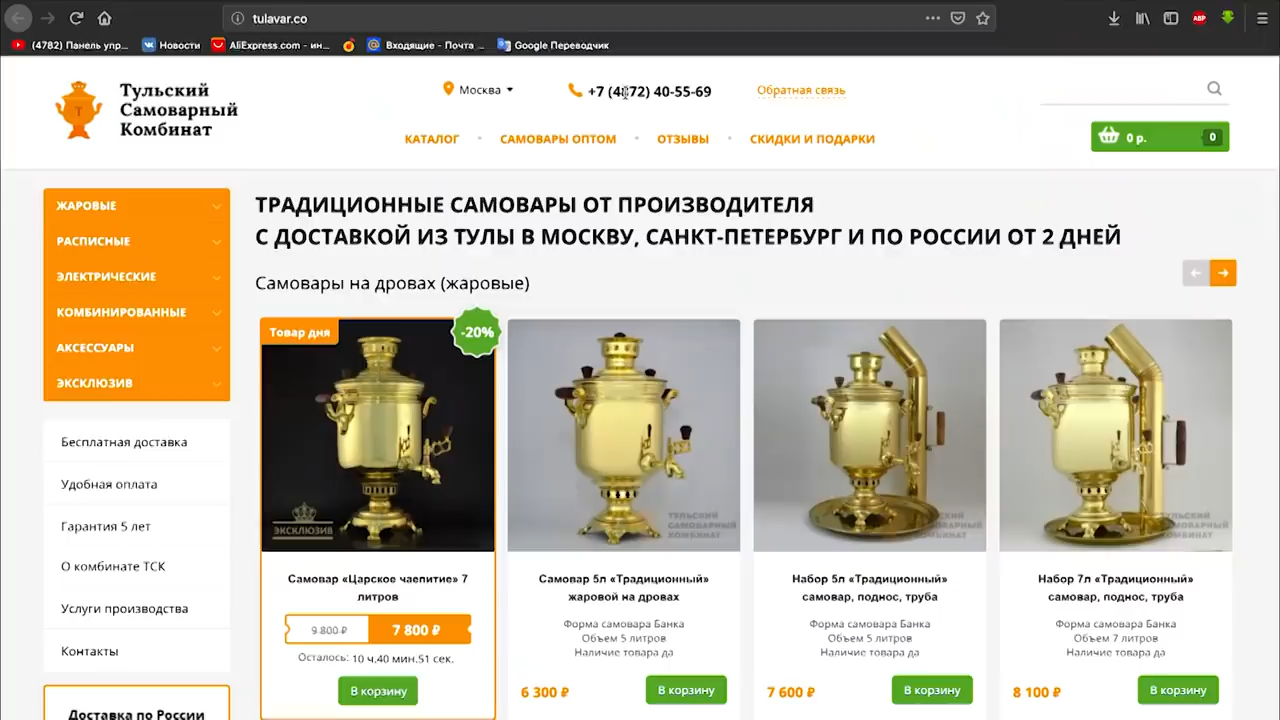 tulavar.co
(4782) Панель упр...
Новости
AliExpress.com - ин...
Входящие - Почта ...
Google Переводчик
ABP
Тульский
Самоварный
Комбинат
Т
Москва
+7 (4872) 40-55-69
Обратная связь
КАТАЛОГ
САМОВАРЫ ОПТОМ
ОТЗЫВЫ
СКИДКИ И ПОДАРКИ
0 р.
0
ЖАРОВЫЕ
РАСПИСНЫЕ
ЭЛЕКТРИЧЕСКИЕ
КОМБИНИРОВАННЫЕ
АКСЕССУАРЫ
ЭКСКЛЮЗИВ
Бесплатная доставка
Удобная оплата
Гарантия 5 лет
О комбинате ТСК
Услуги производства
Контакты
Доставка по России
ТРАДИЦИОННЫЕ САМОВАРЫ ОТ ПРОИЗВОДИТЕЛЯ
С ДОСТАВКОЙ ИЗ ТУЛЫ В МОСКВУ, САНКТ-ПЕТЕРБУРГ И ПО РОССИИ ОТ 2 ДНЕЙ
Самовары на дровах (жаровые)
Товар дня
-20%
ЭКСКЛЮЗИВ
Самовар «Царское чаепитие» 7
литров
9 800 ₽
7 800 ₽
Осталось: 10 ч.40 мин.51 сек.
В корзину
ТУЛЬСКИЙ
САМОВАРНЫЙ
КОМБИНАТ
Самовар 5л «Традиционный»
жаровой на дровах
Форма самовара Банка
Объем 5 литров
Наличие товара да
6 300 ₽
В корзину
ТУЛЬСКИЙ
САМОВАРНЫЙ
КОМБИНАТ
Набор 5л «Традиционный»
самовар, поднос, труба
Форма самовара Банка
Объем 5 литров
Наличие товара да
7 600 ₽
В корзину
ТУЛЬСКИЙ
САМОВАРНЫЙ
КОМБИНАТ
Набор 7л «Традиционный»
самовар, поднос, труба
Форма самовара Банка
Объем 7 литров
Наличие товара да
8 100 ₽
В корзину